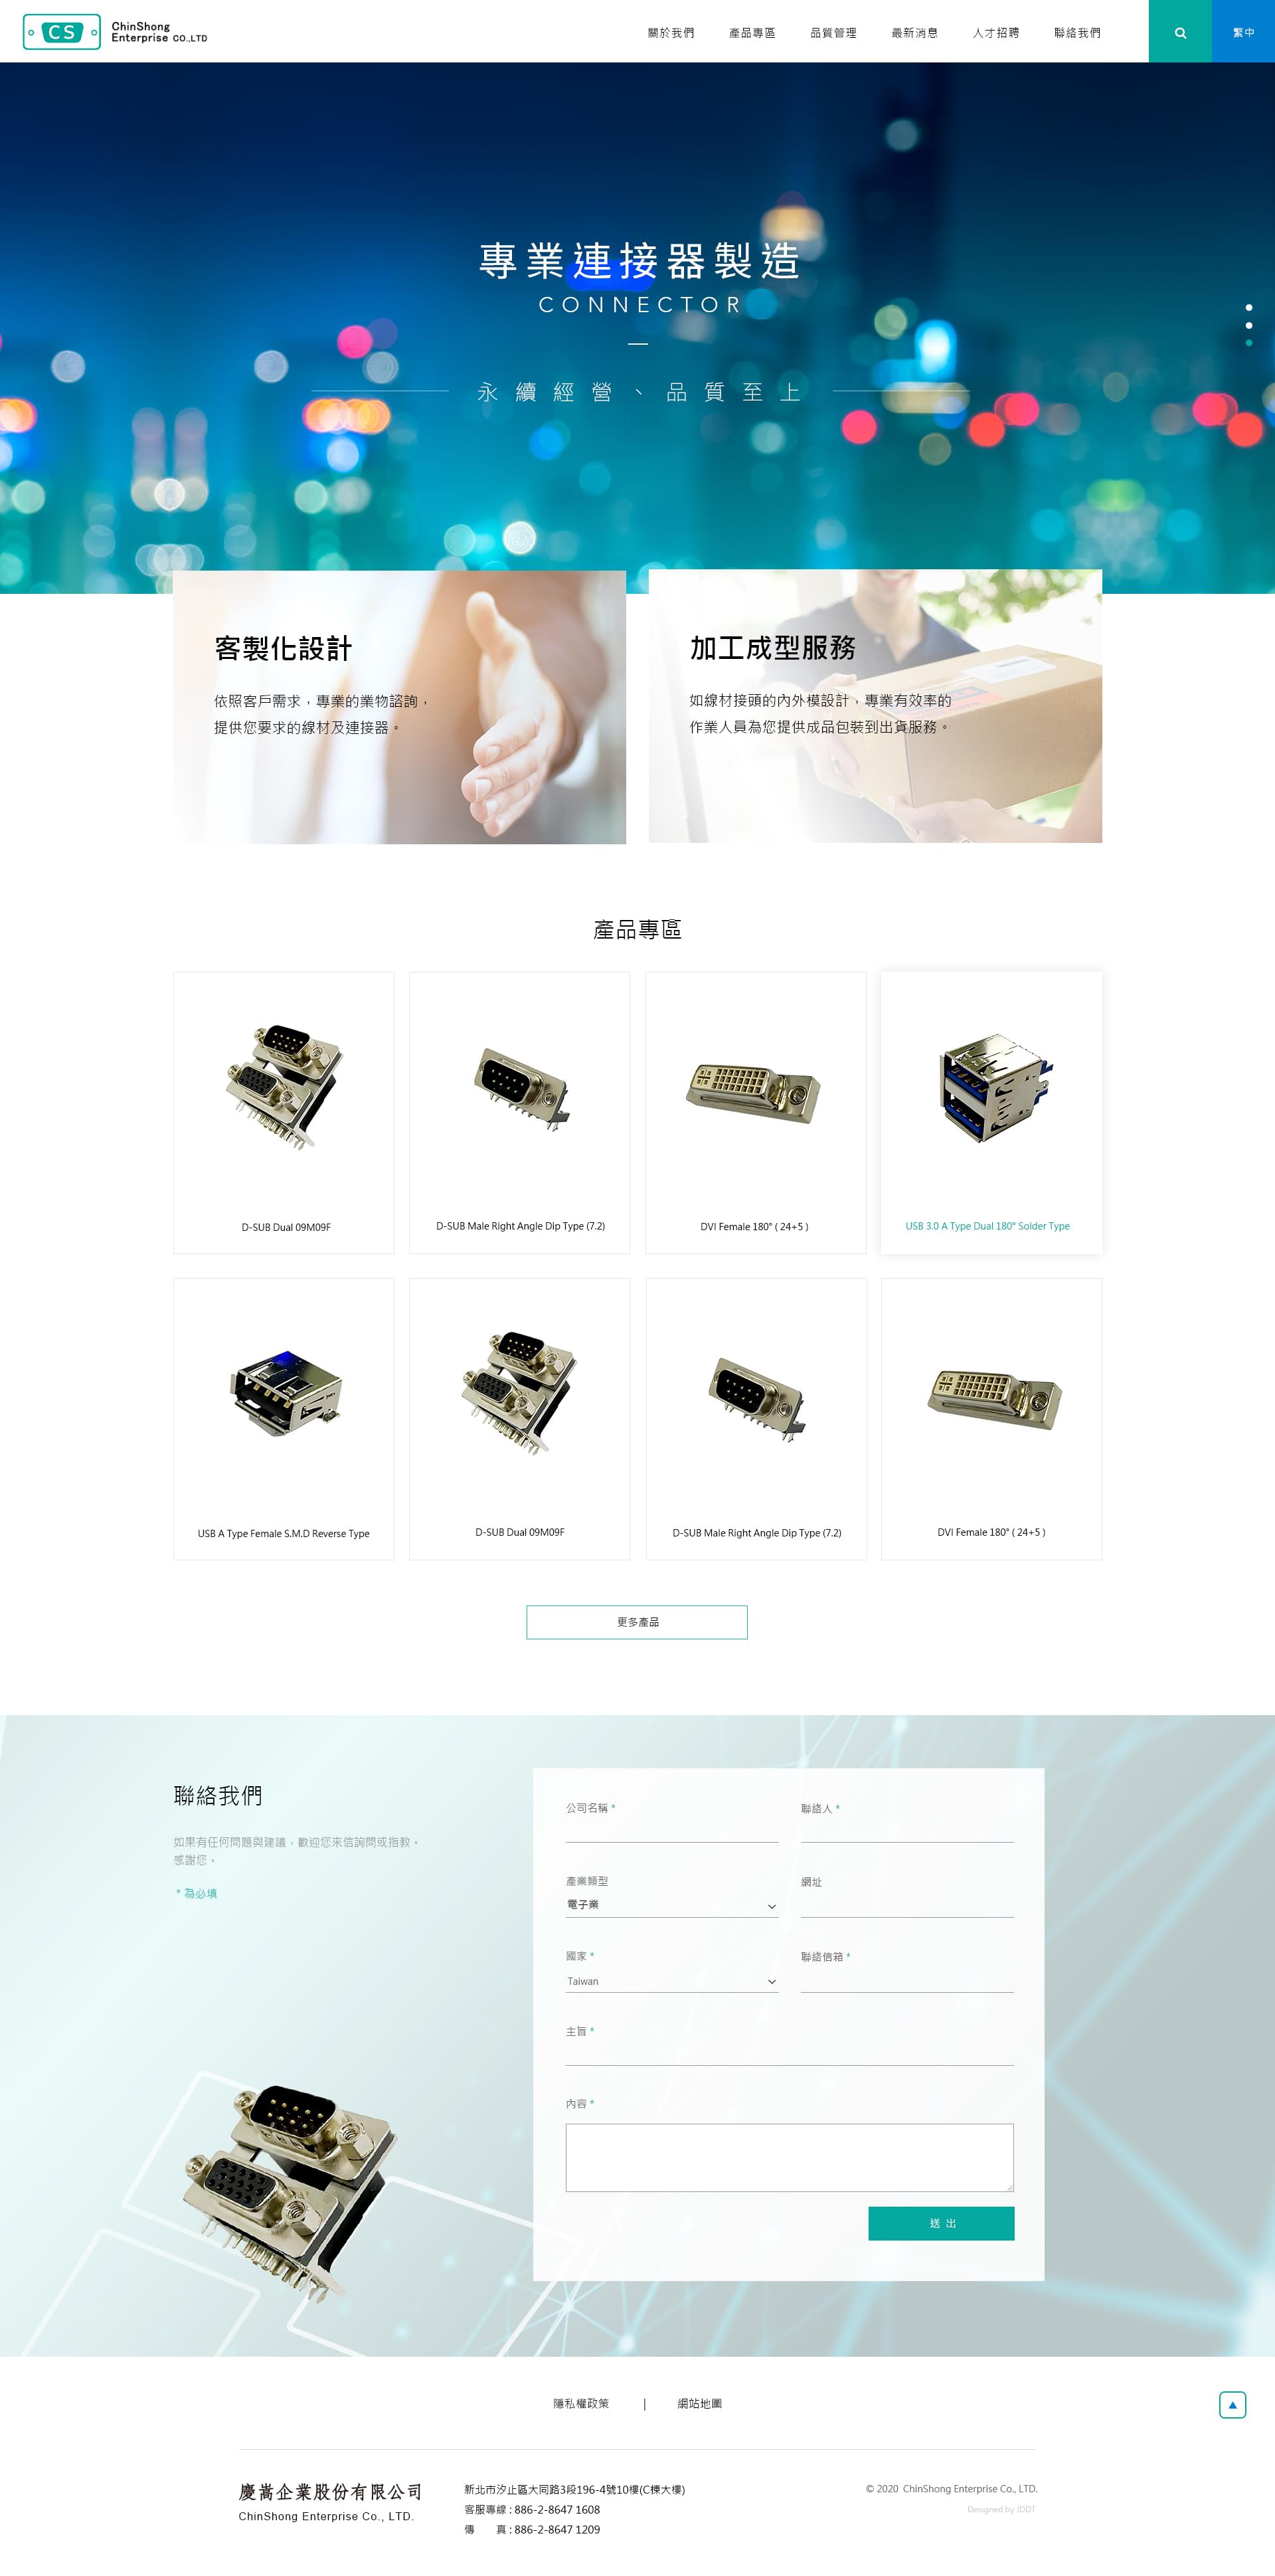 CS
ChinShong
Enterprise CO.,LTD
關於我們
產品專區
品質管理
最新消息
人才招聘
聯絡我們
繁中
專業連接器製造
CONNECTOR
永續經營、品質至上
客製化設計
依照客戶需求，專業的業物諮詢，
提供您要求的線材及連接器。
加工成型服務
如線材接頭的內外模設計，專業有效率的
作業人員為您提供成品包裝到出貨服務。
產品專區
D-SUB Dual 09M09F
D-SUB Male Right Angle Dip Type (7.2)
DVI Female 180° ( 24+5 )
USB 3.0 A Type Dual 180° Solder Type
USB A Type Female S.M.D Reverse Type
D-SUB Dual 09M09F
D-SUB Male Right Angle Dip Type (7.2)
DVI Female 180° ( 24+5 )
更多產品
聯絡我們
如果有任何問題與建議，歡迎您來信詢問或指教。
感謝您。
* 為必填
公司名稱 *
聯絡人 *
產業類型
電子業
網址
國家 *
Taiwan
聯絡信箱 *
主旨 *
內容 *
送 出
隱私權政策 | 網站地圖
慶黃企業股份有限公司
ChinShong Enterprise Co., LTD.
新北市汐止區大同路3段196-4號10樓(C棟大樓)
客服專線 : 886-2-8647 1608
傳　　真 : 886-2-8647 1209
© 2020 ChinShong Enterprise Co., LTD.
Designed by JDDT